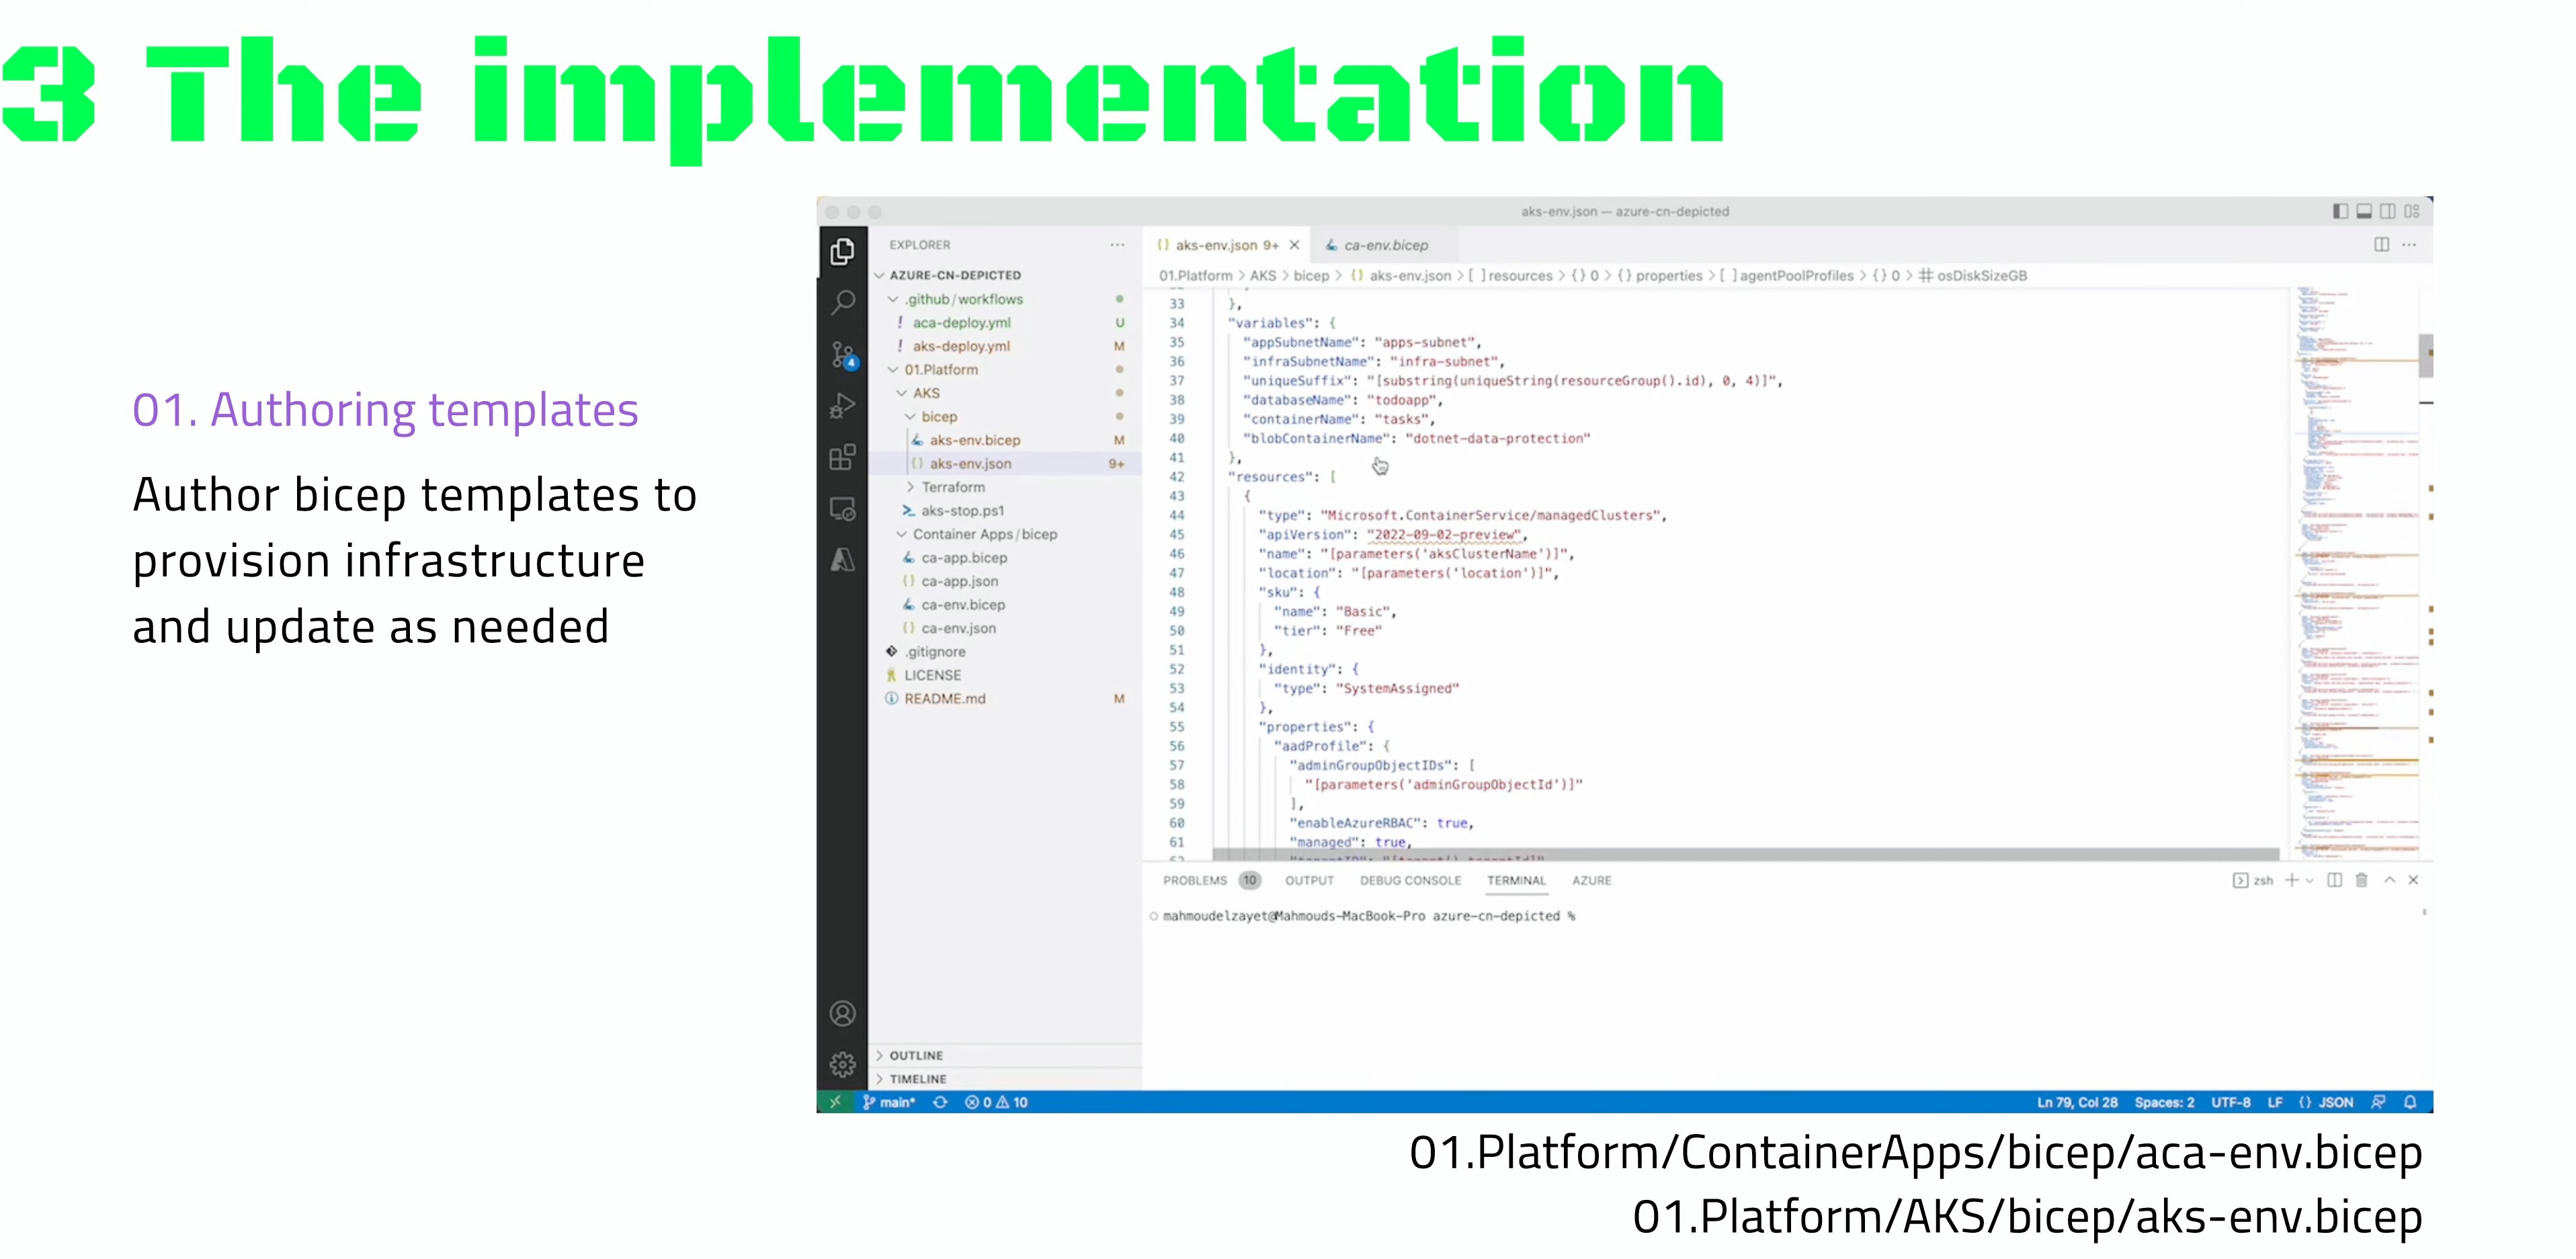 3 The implementation
01. Authoring templates
Author bicep templates to
provision infrastructure
and update as needed
aks-env.json — azure-cn-depicted
EXPLORER
AZURE-CN-DEPICTED
.github/workflows
aca-deploy.yml U
aks-deploy.yml M
01.Platform
AKS
bicep
aks-env.bicep M
aks-env.json 9+
Terraform
aks-stop.ps1
Container Apps/bicep
ca-app.bicep
ca-app.json
ca-env.bicep
ca-env.json
.gitignore
LICENSE
README.md M
OUTLINE
TIMELINE
4
{} aks-env.json 9+ ca-env.bicep
01.Platform > AKS > bicep > {} aks-env.json > [ ] resources > {} 0 > {} properties > [ ] agentPoolProfiles > {} 0 > # osDiskSizeGB
33 },
34 "variables": {
35 "appSubnetName": "apps-subnet",
36 "infraSubnetName": "infra-subnet",
37 "uniqueSuffix": "[substring(uniqueString(resourceGroup().id), 0, 4)]",
38 "databaseName": "todoapp",
39 "containerName": "tasks",
40 "blobContainerName": "dotnet-data-protection"
41 },
42 "resources": [
43 {
44 "type": "Microsoft.ContainerService/managedClusters",
45 "apiVersion": "2022-09-02-preview",
46 "name": "[parameters('aksClusterName')]",
47 "location": "[parameters('location')]",
48 "sku": {
49 "name": "Basic",
50 "tier": "Free"
51 },
52 "identity": {
53 "type": "SystemAssigned"
54 },
55 "properties": {
56 "aadProfile": {
57 "adminGroupObjectIDs": [
58 "[parameters('adminGroupObjectId')]"
59 ],
60 "enableAzureRBAC": true,
61 "managed": true,
PROBLEMS 10 OUTPUT DEBUG CONSOLE TERMINAL AZURE zsh
mahmoudelzayet@Mahmouds-MacBook-Pro azure-cn-depicted %
main* 0 10 Ln 79, Col 28 Spaces: 2 UTF-8 LF {} JSON
01.Platform/ContainerApps/bicep/aca-env.bicep
01.Platform/AKS/bicep/aks-env.bicep